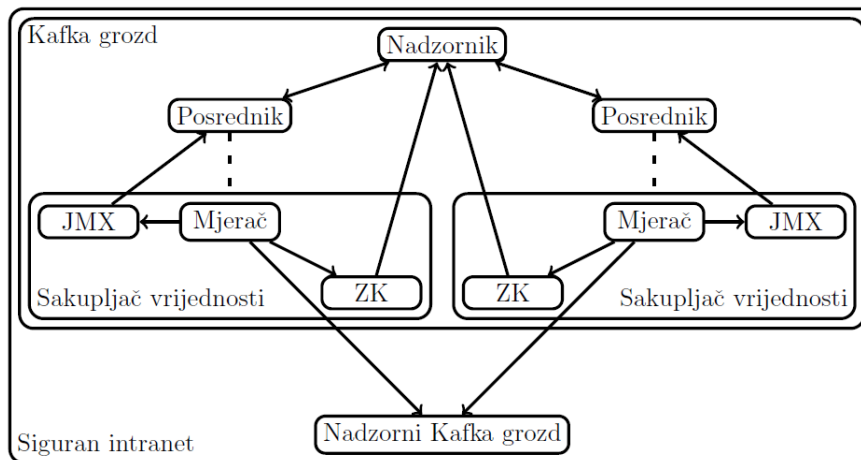 Kafka grozd
Nadzornik
Posrednik
Posrednik
JMX
Mjerač
Mjerač
JMX
ZK
ZK
Sakupljač vrijednosti
Sakupljač vrijednosti
Nadzorni Kafka grozd
Siguran intranet